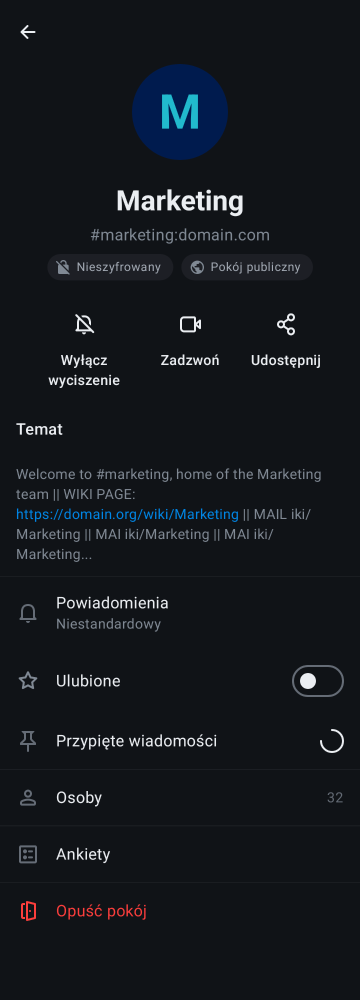 M
Marketing
#marketing:domain.com
Nieszyfrowany
Pokój publiczny
Wyłącz
wyciszenie
Zadzwoń
Udostępnij
Temat
Welcome to #marketing, home of the Marketing
team || WIKI PAGE:
https://domain.org/wiki/Marketing || MAIL iki/
Marketing || MAI iki/Marketing || MAI iki/
Marketing...
Powiadomienia
Niestandardowy
Ulubione
Przypięte wiadomości
Osoby 32
Ankiety
Opuść pokój